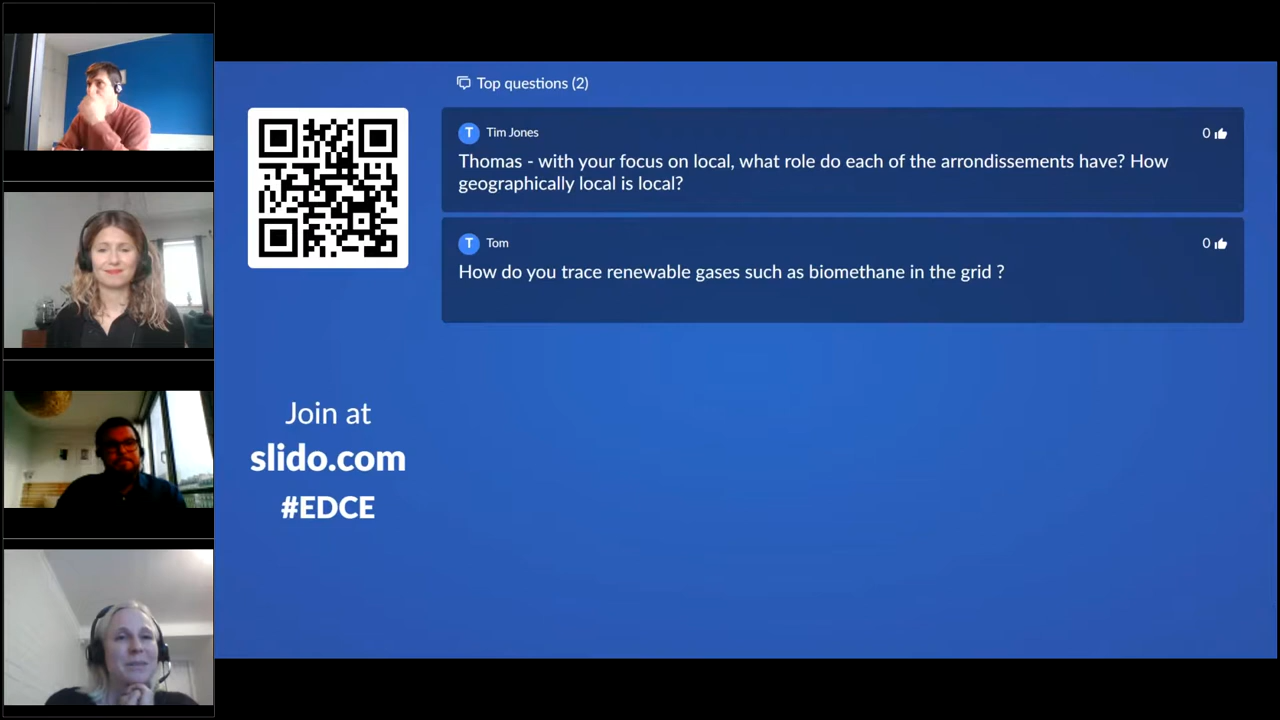 Top questions (2)
T Tim Jones
0
Thomas - with your focus on local, what role do each of the arrondissements have? How
geographically local is local?
T Tom
0
How do you trace renewable gases such as biomethane in the grid ?
Join at
slido.com
#EDCE